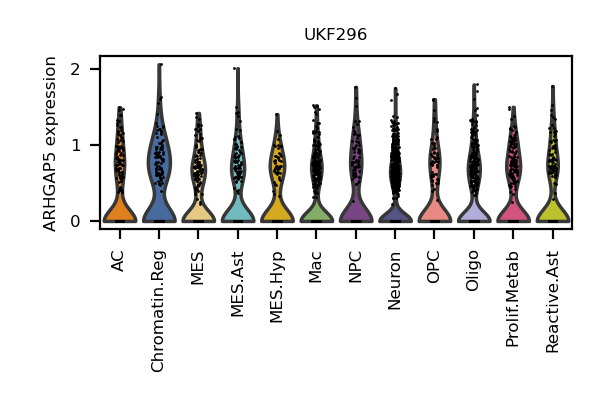 UKF296
ARHGAP5 expression
2
1
0
AC
Chromatin.Reg
MES
MES.Ast
MES.Hyp
Mac
NPC
Neuron
OPC
Oligo
Prolif.Metab
Reactive.Ast